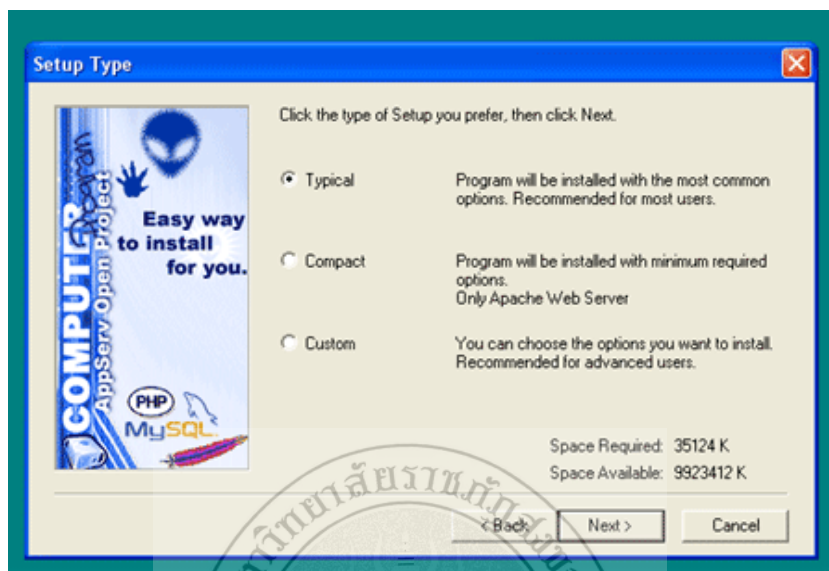 Setup Type
Click the type of Setup you prefer, then click Next.
Typical
Program will be installed with the most common
options. Recommended for most users.
Compact
Program will be installed with minimum required
options.
Only Apache Web Server
Custom
You can choose the options you want to install.
Recommended for advanced users.
COMPUTER
Program
AppServ Open Project
Easy way
to install
for you.
PHP
MySQL
Space Required: 35124 K
Space Available: 9923412 K
< Back
Next >
Cancel